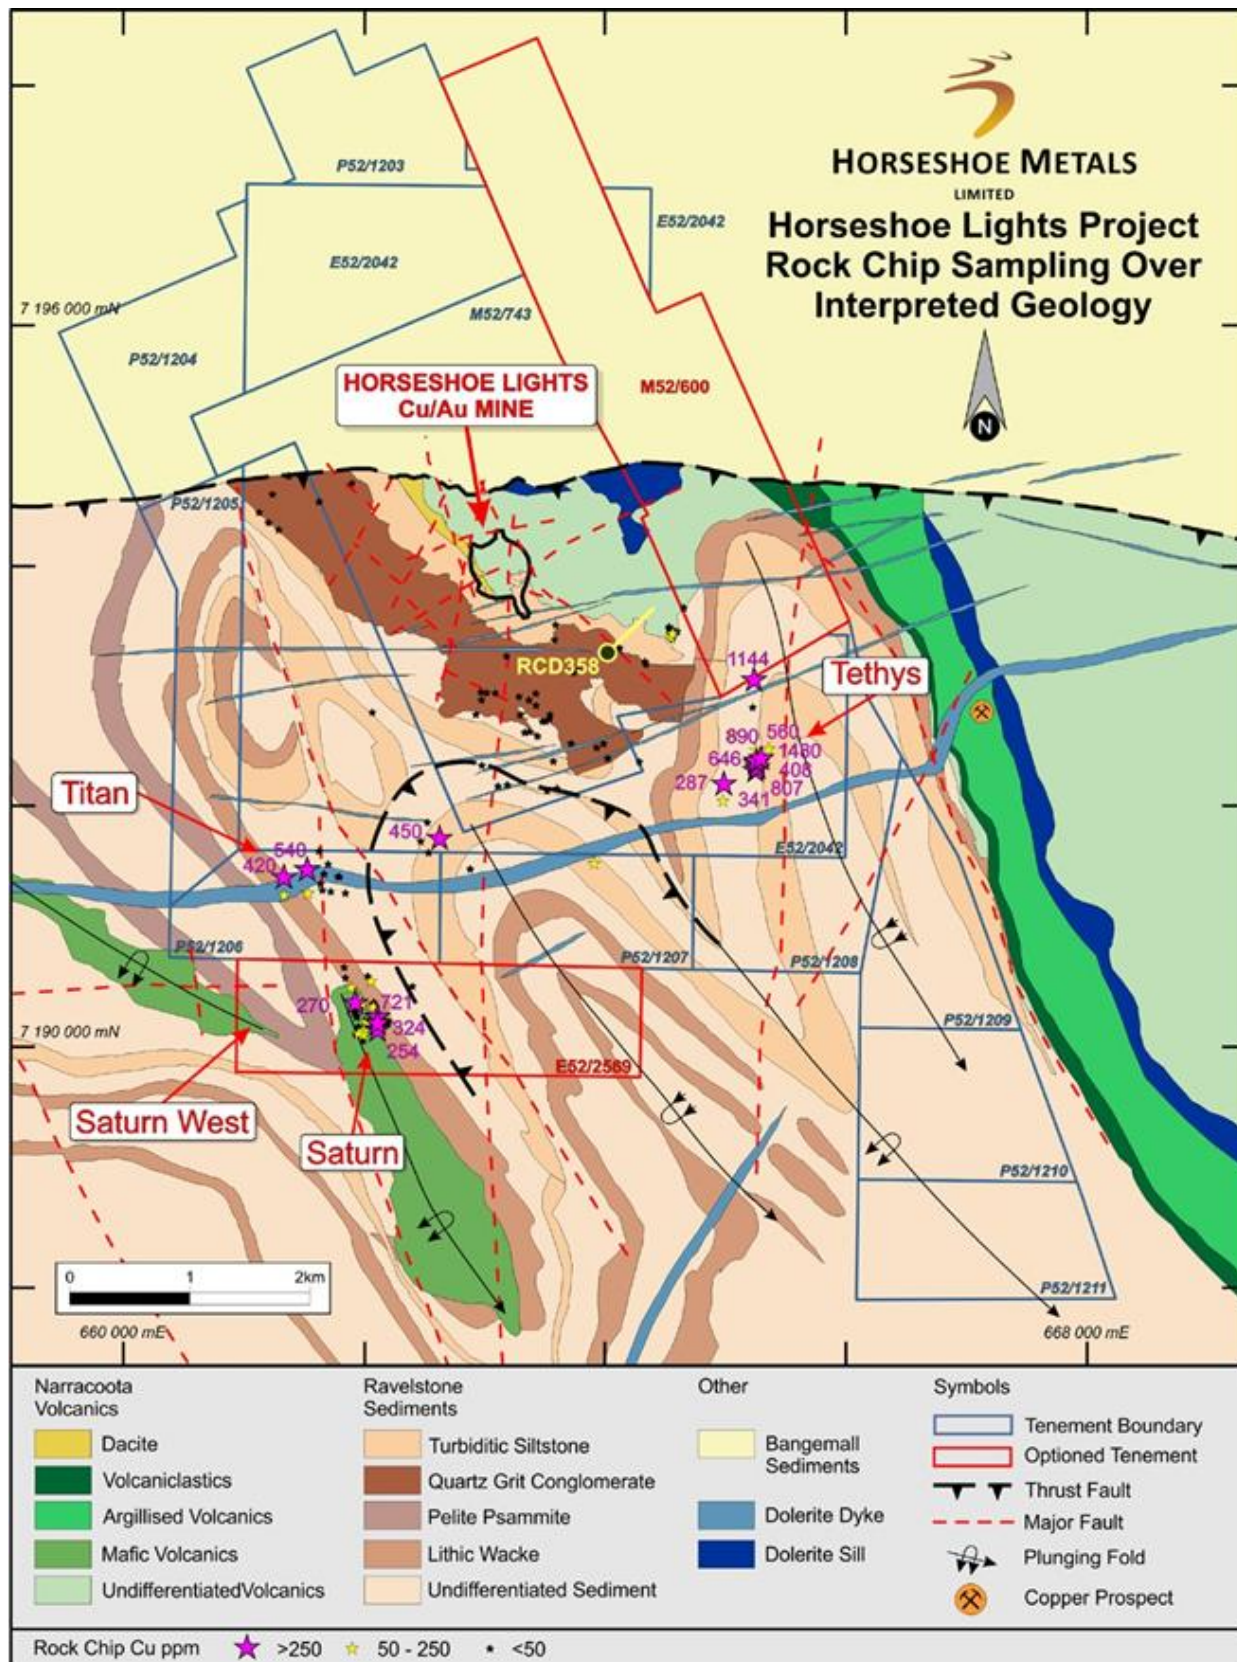 HORSESHOE METALS
LIMITED
Horseshoe Lights Project
Rock Chip Sampling Over
Interpreted Geology
P52/1203
E52/2042
E52/2042
7 196 000 mN
M52/743
P52/1204
HORSESHOE LIGHTS
Cu/Au MINE
M52/600
N
P52/1205
RCD358
1144
Tethys
890
560
646
1480
408
287
807
341
Titan
450
540
420
E52/2042
P52/1206
P52/1207
P52/1208
270
721
324
254
7 190 000 mN
P52/1209
E52/2569
Saturn West
Saturn
P52/1210
0 1 2km
P52/1211
660 000 mE
668 000 mE
Narracoota
Volcanics
Dacite
Volcaniclastics
Argillised Volcanics
Mafic Volcanics
UndifferentiatedVolcanics
Ravelstone
Sediments
Turbiditic Siltstone
Quartz Grit Conglomerate
Pelite Psammite
Lithic Wacke
Undifferentiated Sediment
Other
Bangemall
Sediments
Dolerite Dyke
Dolerite Sill
Symbols
Tenement Boundary
Optioned Tenement
Thrust Fault
Major Fault
Plunging Fold
Copper Prospect
Rock Chip Cu ppm >250 50 - 250 <50